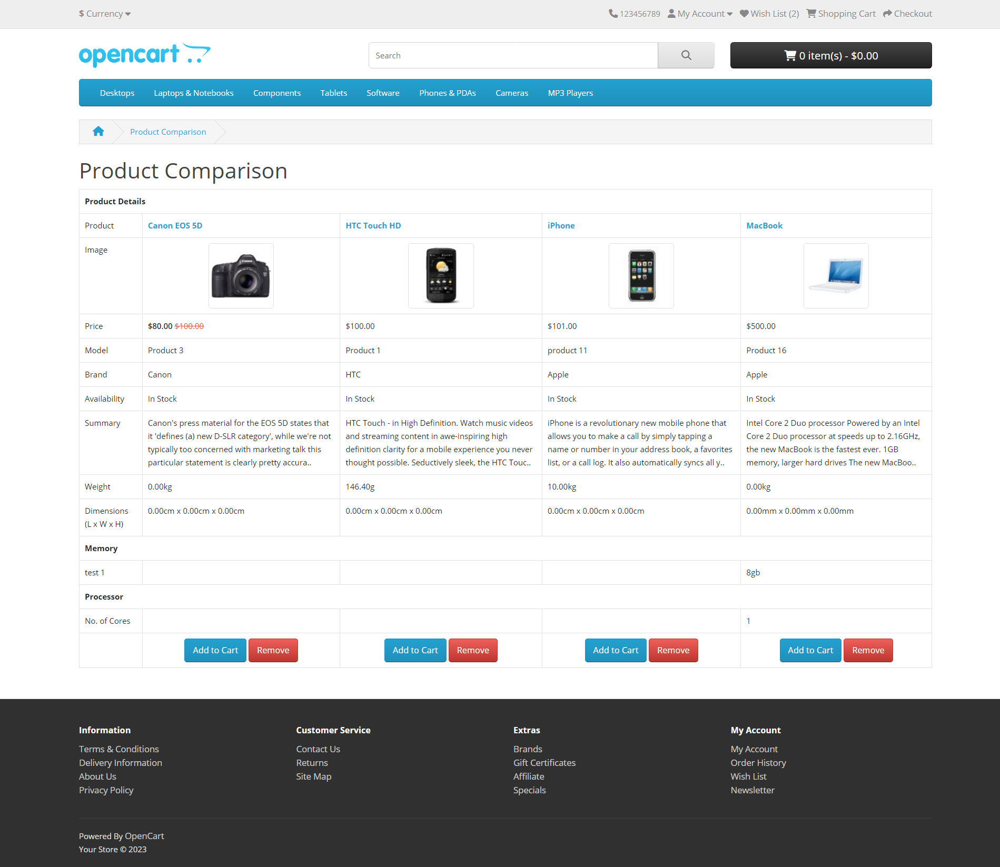 $ Currency
123456789 My Account Wish List (2) Shopping Cart Checkout
opencart
Search
0 item(s) - $0.00
Desktops Laptops & Notebooks Components Tablets Software Phones & PDAs Cameras MP3 Players
Product Comparison
Product Comparison
Product Details
Product Canon EOS 5D HTC Touch HD iPhone MacBook
Image
Price $80.00 $100.00 $100.00 $101.00 $500.00
Model Product 3 Product 1 product 11 Product 16
Brand Canon HTC Apple Apple
Availability In Stock In Stock In Stock In Stock
Summary
Canon's press material for the EOS 5D states that
it 'defines (a) new D-SLR category', while we're not
typically too concerned with marketing talk this
particular statement is clearly pretty accura..
HTC Touch - in High Definition. Watch music videos
and streaming content in awe-inspiring high
definition clarity for a mobile experience you never
thought possible. Seductively sleek, the HTC Touc..
iPhone is a revolutionary new mobile phone that
allows you to make a call by simply tapping a
name or number in your address book, a favorites
list, or a call log. It also automatically syncs all y..
Intel Core 2 Duo processor Powered by an Intel
Core 2 Duo processor at speeds up to 2.16GHz,
the new MacBook is the fastest ever. 1GB
memory, larger hard drives The new MacBoo..
Weight 0.00kg 146.40g 10.00kg 0.00kg
Dimensions
(L x W x H)
0.00cm x 0.00cm x 0.00cm 0.00cm x 0.00cm x 0.00cm 0.00cm x 0.00cm x 0.00cm 0.00mm x 0.00mm x 0.00mm
Memory
test 1 8gb
Processor
No. of Cores 1
Add to Cart Remove Add to Cart Remove Add to Cart Remove Add to Cart Remove
Information
Terms & Conditions
Delivery Information
About Us
Privacy Policy
Customer Service
Contact Us
Returns
Site Map
Extras
Brands
Gift Certificates
Affiliate
Specials
My Account
My Account
Order History
Wish List
Newsletter
Powered By OpenCart
Your Store © 2023